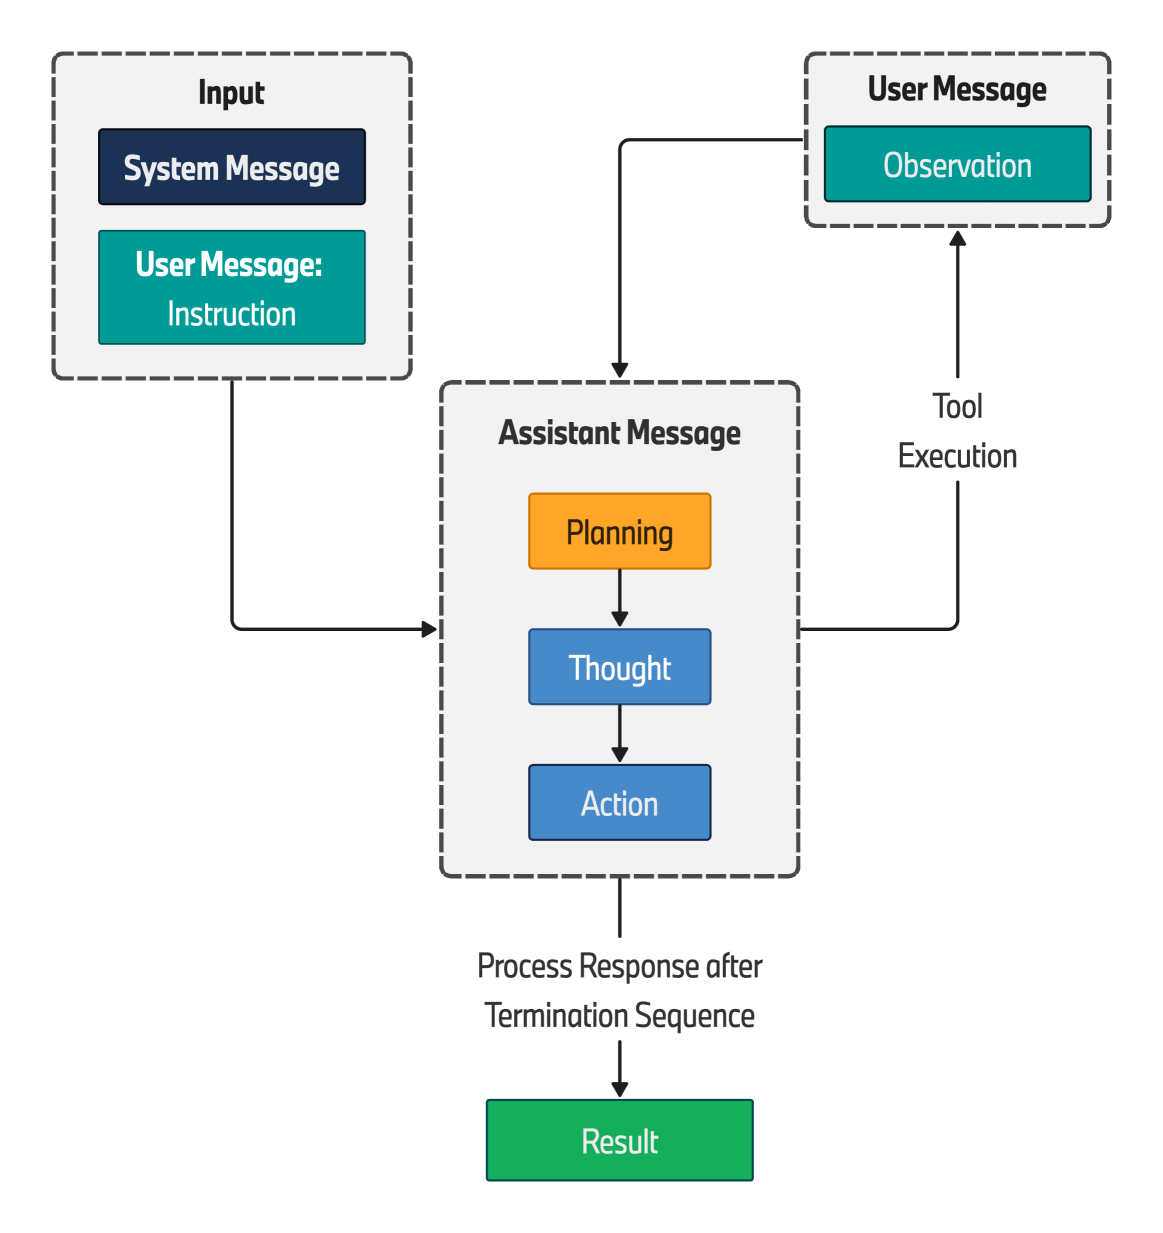 Input
System Message
User Message:
Instruction
User Message
Observation
Tool
Execution
Assistant Message
Planning
Thought
Action
Process Response after
Termination Sequence
Result